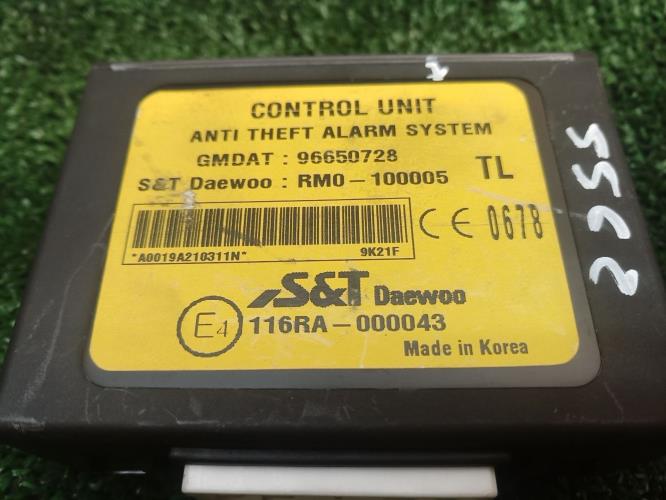 CONTROL UNIT
ANTI THEFT ALARM SYSTEM
GMDAT : 96650728
S&T Daewoo : RM0-100005
TL
*A0019A210311N* 9K21F
CE 0678
S&T Daewoo
E4 116RA-000043
Made in Korea